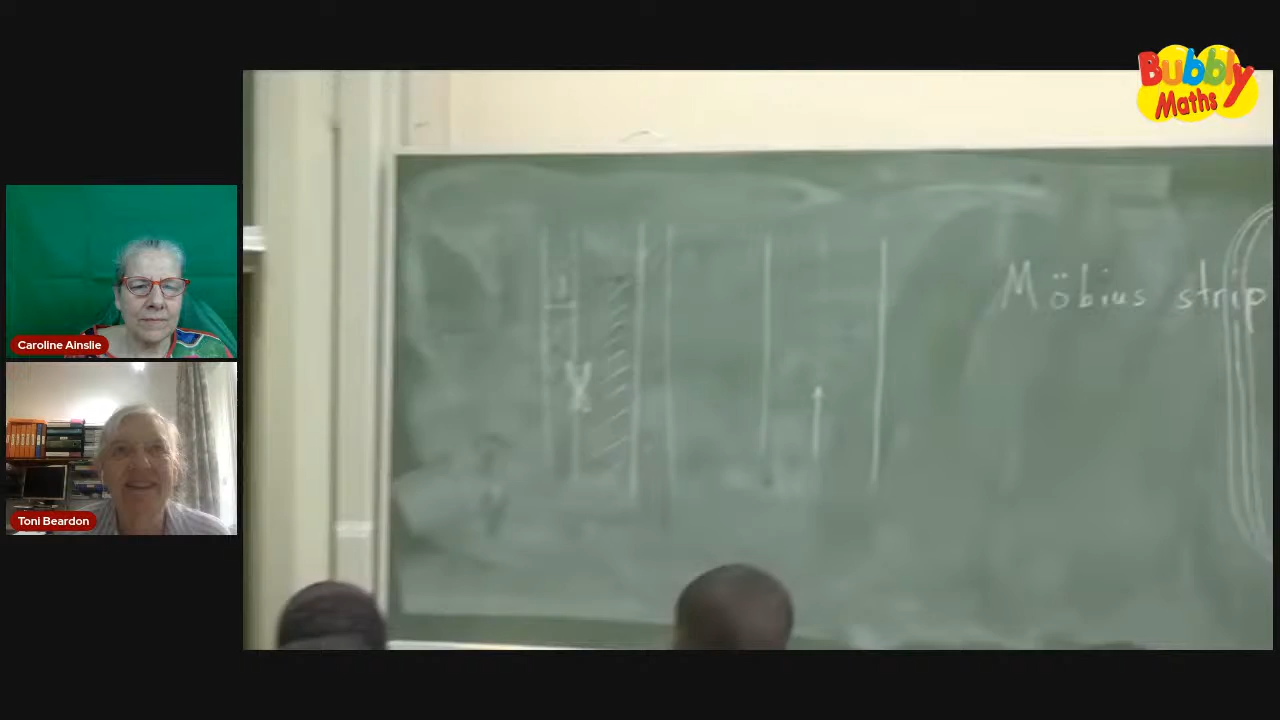 Bubbly
Maths
Möbius strip
Caroline Ainslie
Toni Beardon